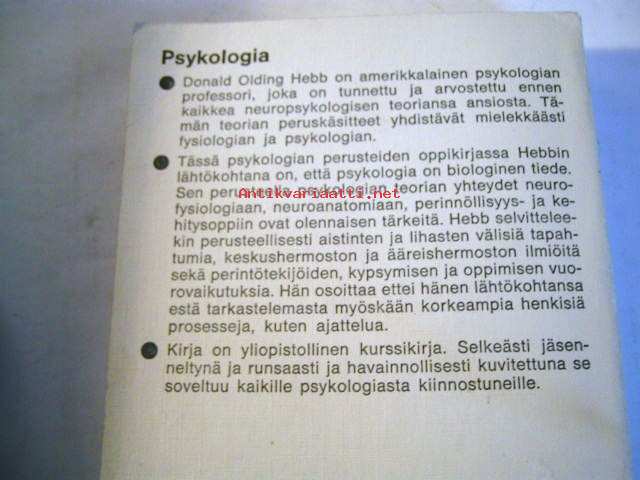 Psykologia
● Donald Olding Hebb on amerikkalainen psykologian
professori, joka on tunnettu ja arvostettu ennen
kaikkea neuropsykologisen teoriansa ansiosta. Tä-
män teorian peruskäsitteet yhdistävät mielekkäästi
fysiologian ja psykologian.
● Tässä psykologian perusteiden oppikirjassa Hebbin
lähtökohtana on, että psykologia on biologinen tiede.
Sen perusteella psykologian teorian yhteydet neuro-
Antikvariaatti.net
fysiologiaan, neuroanatomiaan, perinnöllisyys- ja ke-
hitysoppiin ovat olennaisen tärkeitä. Hebb selvittelee-
kin perusteellisesti aistinten ja lihasten välisiä tapah-
tumia, keskushermoston ja ääreishermoston ilmiöitä
sekä perintötekijöiden, kypsymisen ja oppimisen vuo-
rovaikutuksia. Hän osoittaa ettei hänen lähtökohtansa
estä tarkastelemasta myöskään korkeampia henkisiä
prosesseja, kuten ajattelua.
● Kirja on yliopistollinen kurssikirja. Selkeästi jäsen-
neltynä ja runsaasti ja havainnollisesti kuvitettuna se
soveltuu kaikille psykologiasta kiinnostuneille.